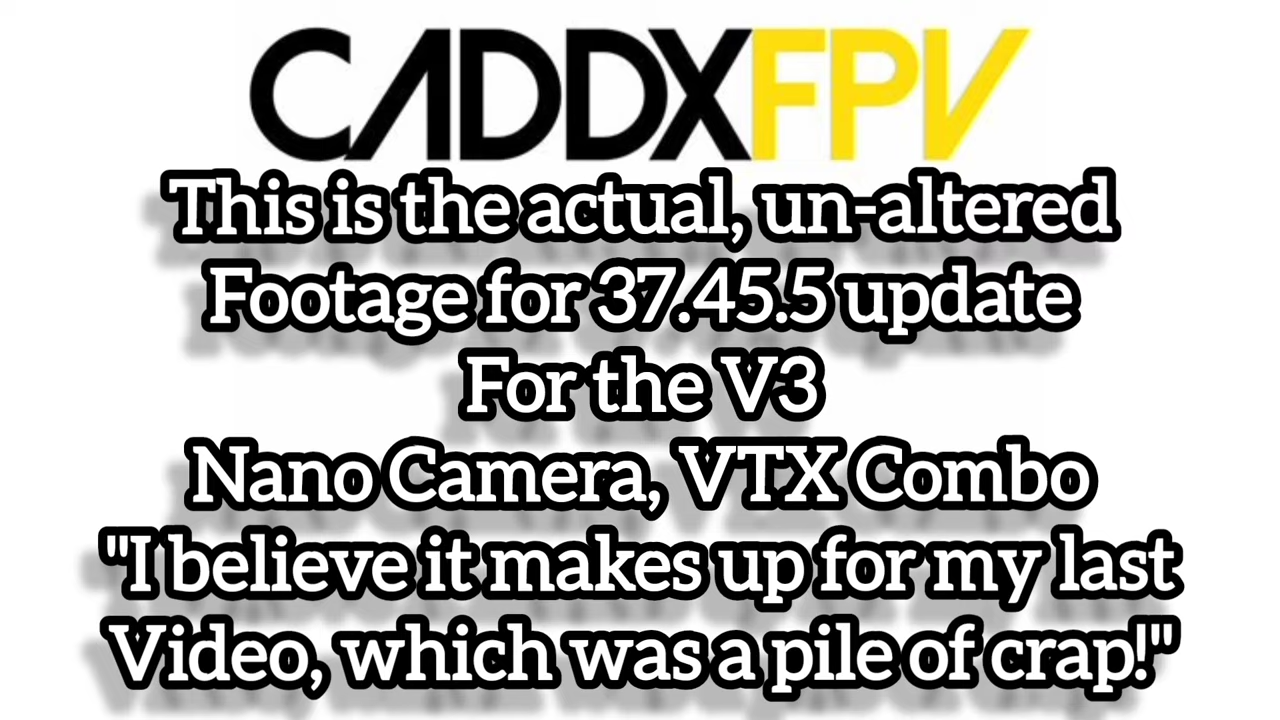 CADDXFPV
This is the actual, un-altered
Footage for 37.45.5 update
For the V3
Nano Camera, VTX Combo
"I believe it makes up for my last
Video, which was a pile of crap!"